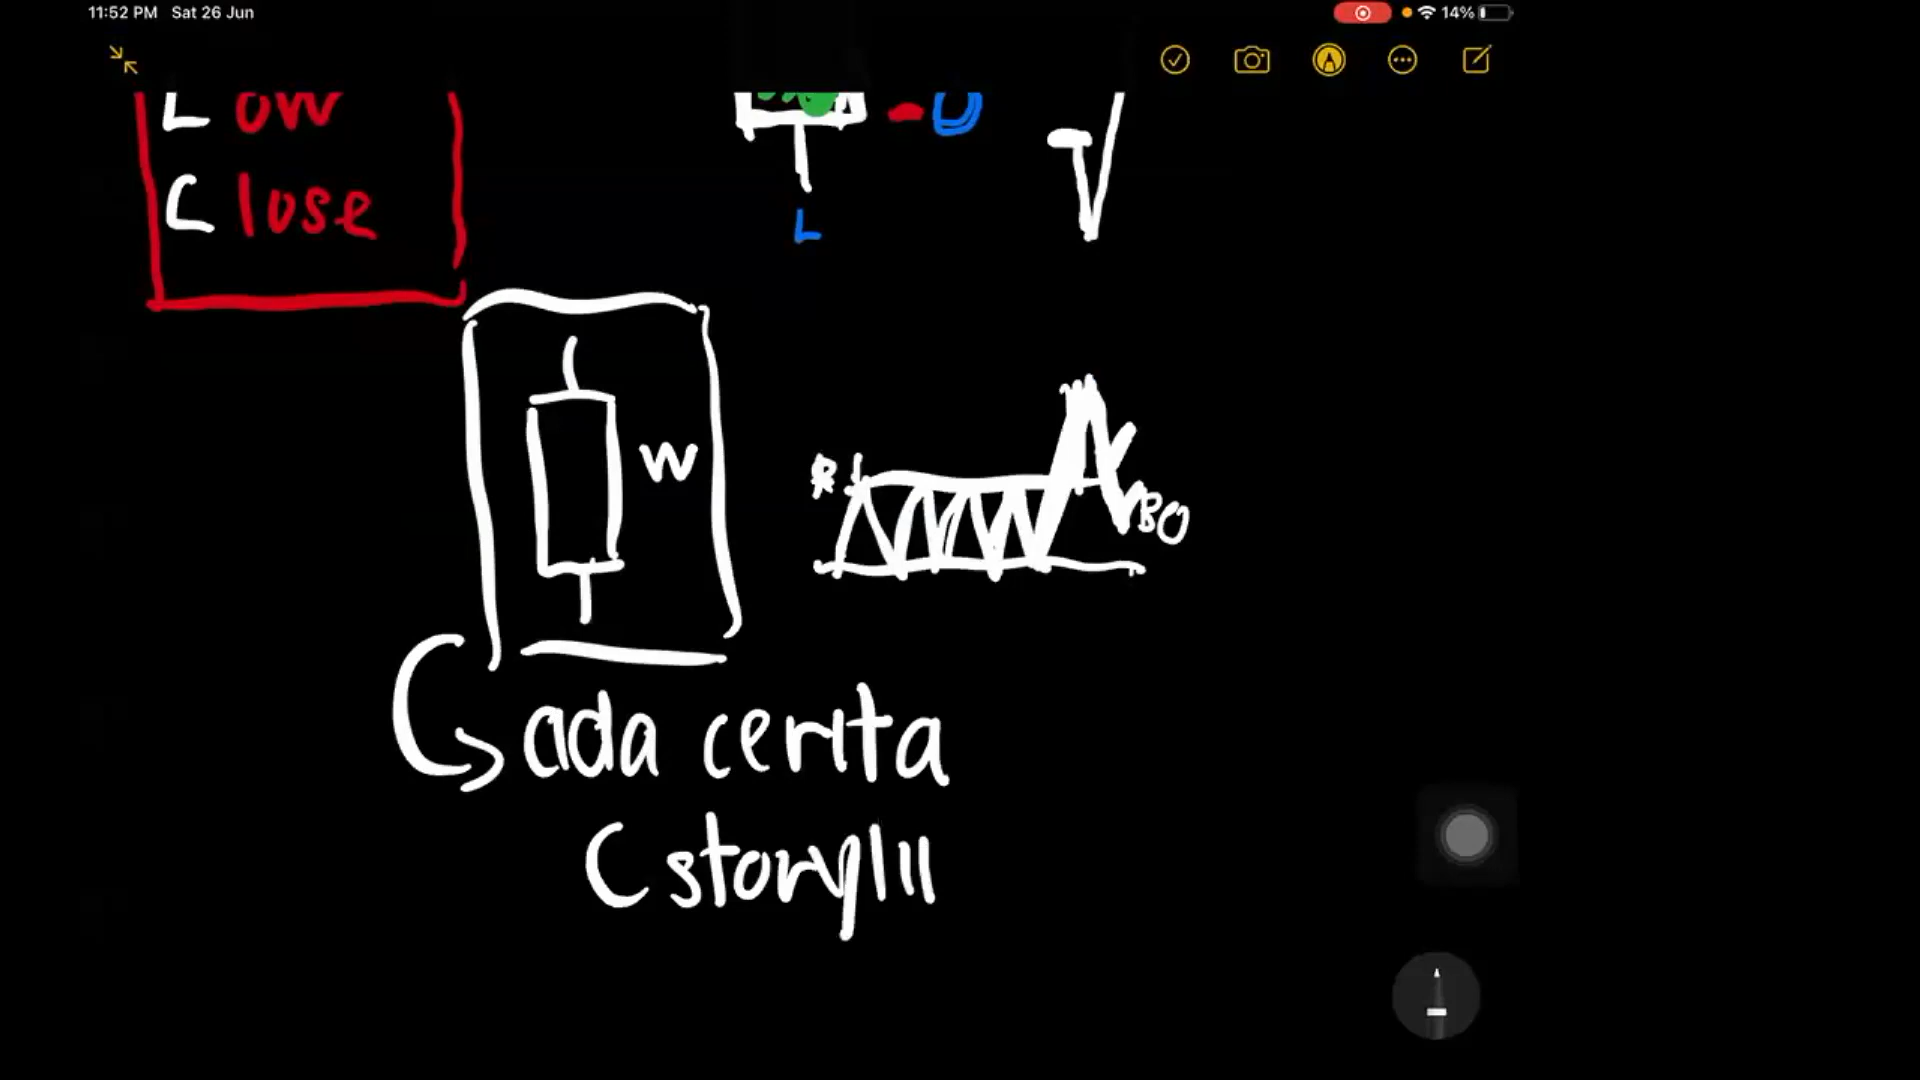 11:52 PM Sat 26 Jun
14%
Low
O
Close
L
W
R
BO
ada cerita
C story